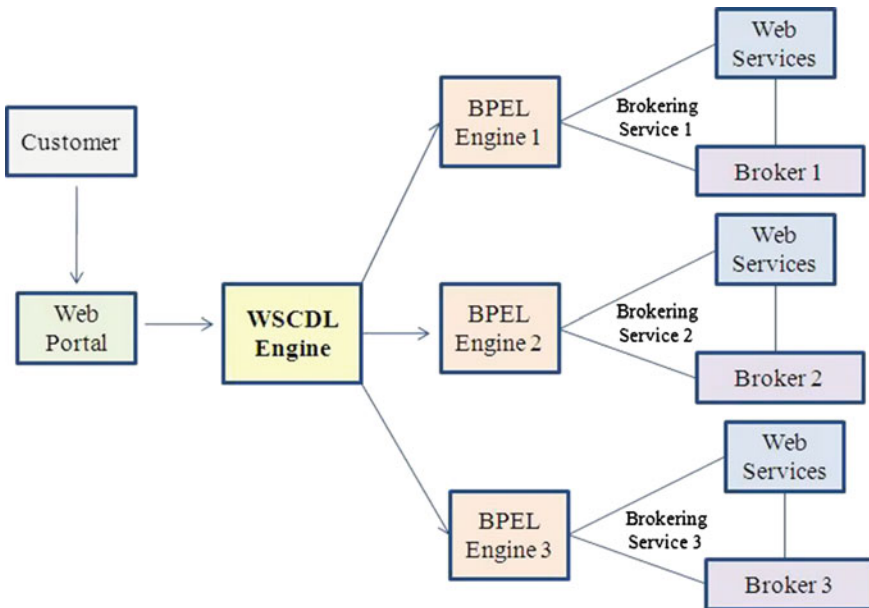 Customer
Web
Portal
WSCDL
Engine
BPEL
Engine 1
Brokering
Service 1
Web
Services
Broker 1
BPEL
Engine 2
Brokering
Service 2
Web
Services
Broker 2
BPEL
Engine 3
Brokering
Service 3
Web
Services
Broker 3